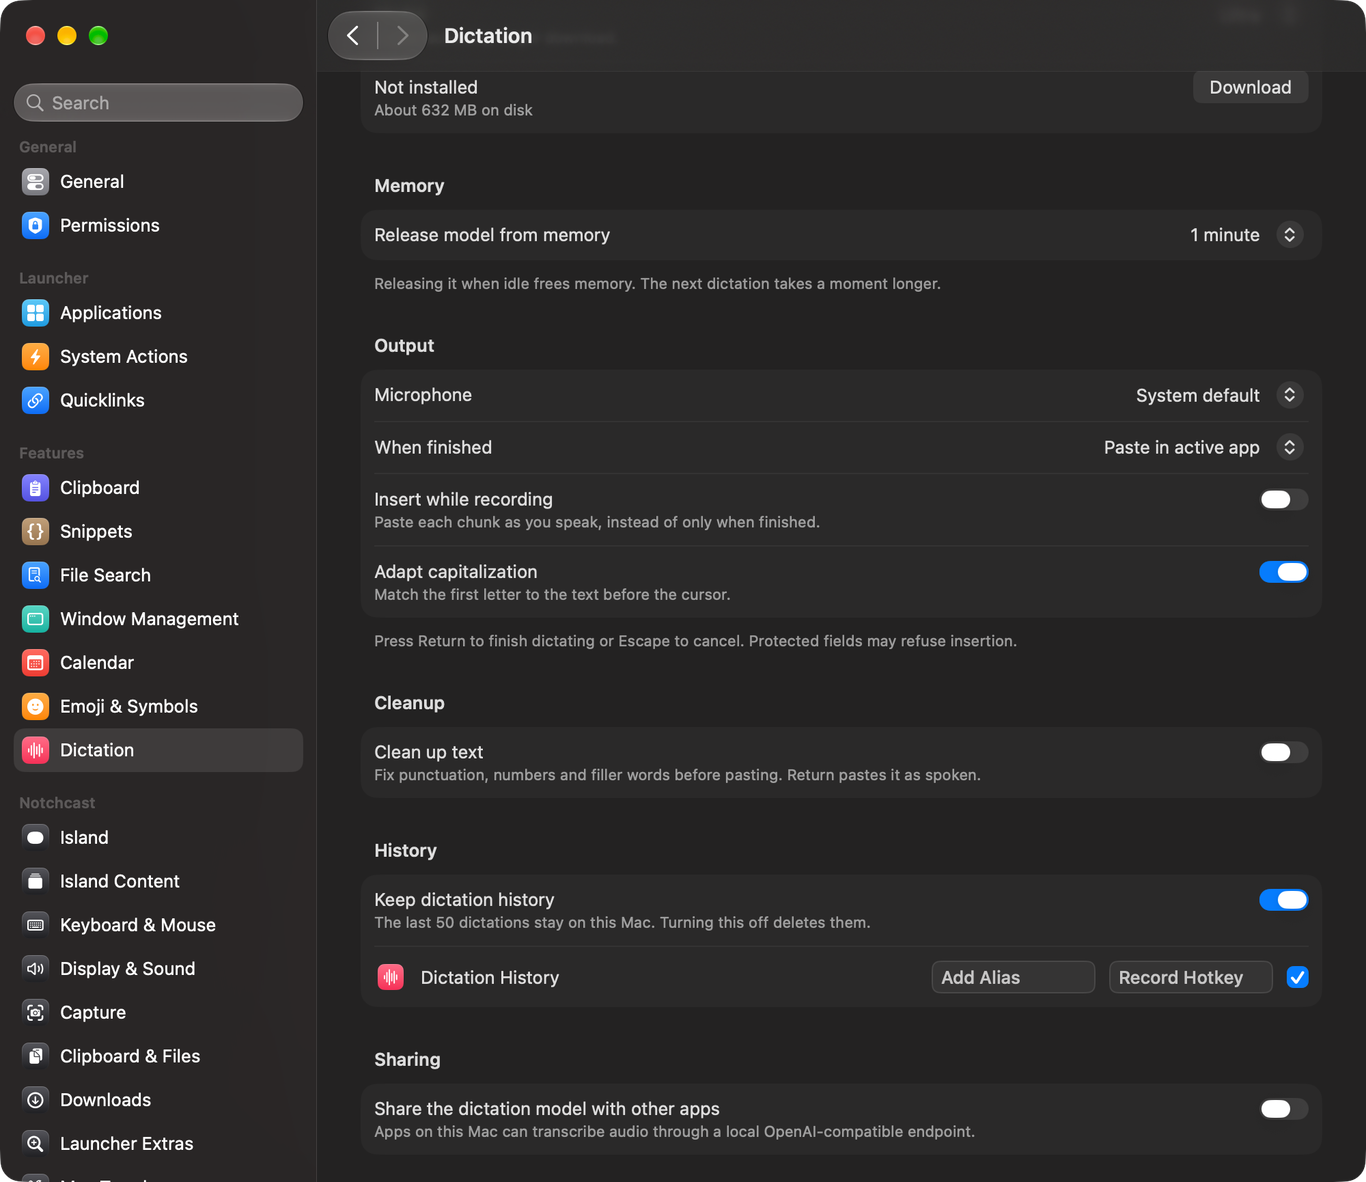 Dictation
Search
General
General
Permissions
Launcher
Applications
System Actions
Quicklinks
Features
Clipboard
Snippets
File Search
Window Management
Calendar
Emoji & Symbols
Dictation
Notchcast
Island
Island Content
Keyboard & Mouse
Display & Sound
Capture
Clipboard & Files
Downloads
Launcher Extras
Not installed
Download
About 632 MB on disk
Memory
Release model from memory 1 minute
Releasing it when idle frees memory. The next dictation takes a moment longer.
Output
Microphone System default
When finished Paste in active app
Insert while recording
Paste each chunk as you speak, instead of only when finished.
Adapt capitalization
Match the first letter to the text before the cursor.
Press Return to finish dictating or Escape to cancel. Protected fields may refuse insertion.
Cleanup
Clean up text
Fix punctuation, numbers and filler words before pasting. Return pastes it as spoken.
History
Keep dictation history
The last 50 dictations stay on this Mac. Turning this off deletes them.
Dictation History Add Alias Record Hotkey
Sharing
Share the dictation model with other apps
Apps on this Mac can transcribe audio through a local OpenAI-compatible endpoint.